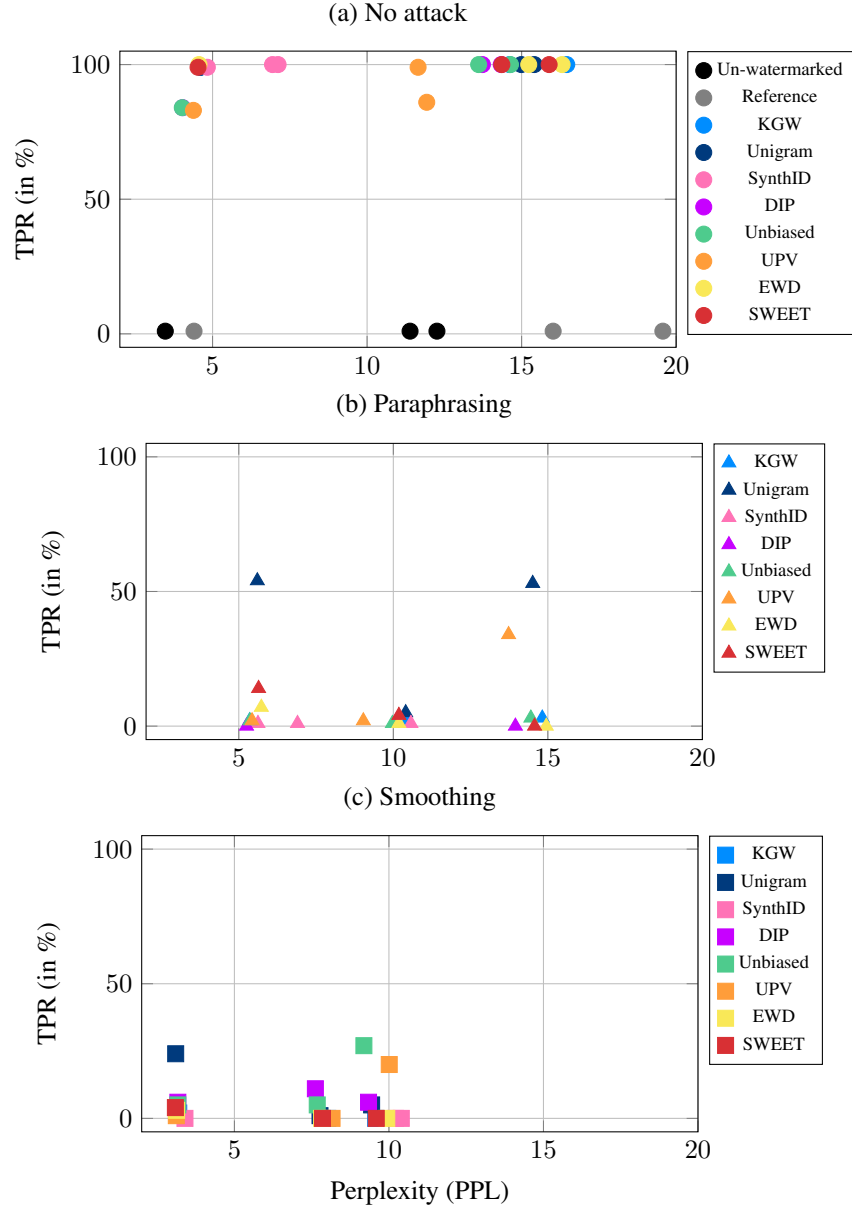 (a) No attack
100
50
0
TPR (in %)
5 10 15 20
Un-watermarked
Reference
KGW
Unigram
SynthID
DIP
Unbiased
UPV
EWD
SWEET
(b) Paraphrasing
100
50
0
TPR (in %)
5 10 15 20
KGW
Unigram
SynthID
DIP
Unbiased
UPV
EWD
SWEET
(c) Smoothing
100
50
0
TPR (in %)
5 10 15 20
Perplexity (PPL)
KGW
Unigram
SynthID
DIP
Unbiased
UPV
EWD
SWEET